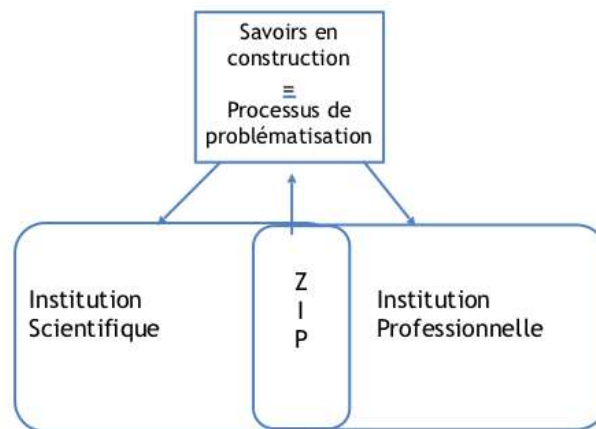 Savoirs en
construction
≡
Processus de
problématisation
Institution
Scientifique
Z
I
P
Institution
Professionnelle